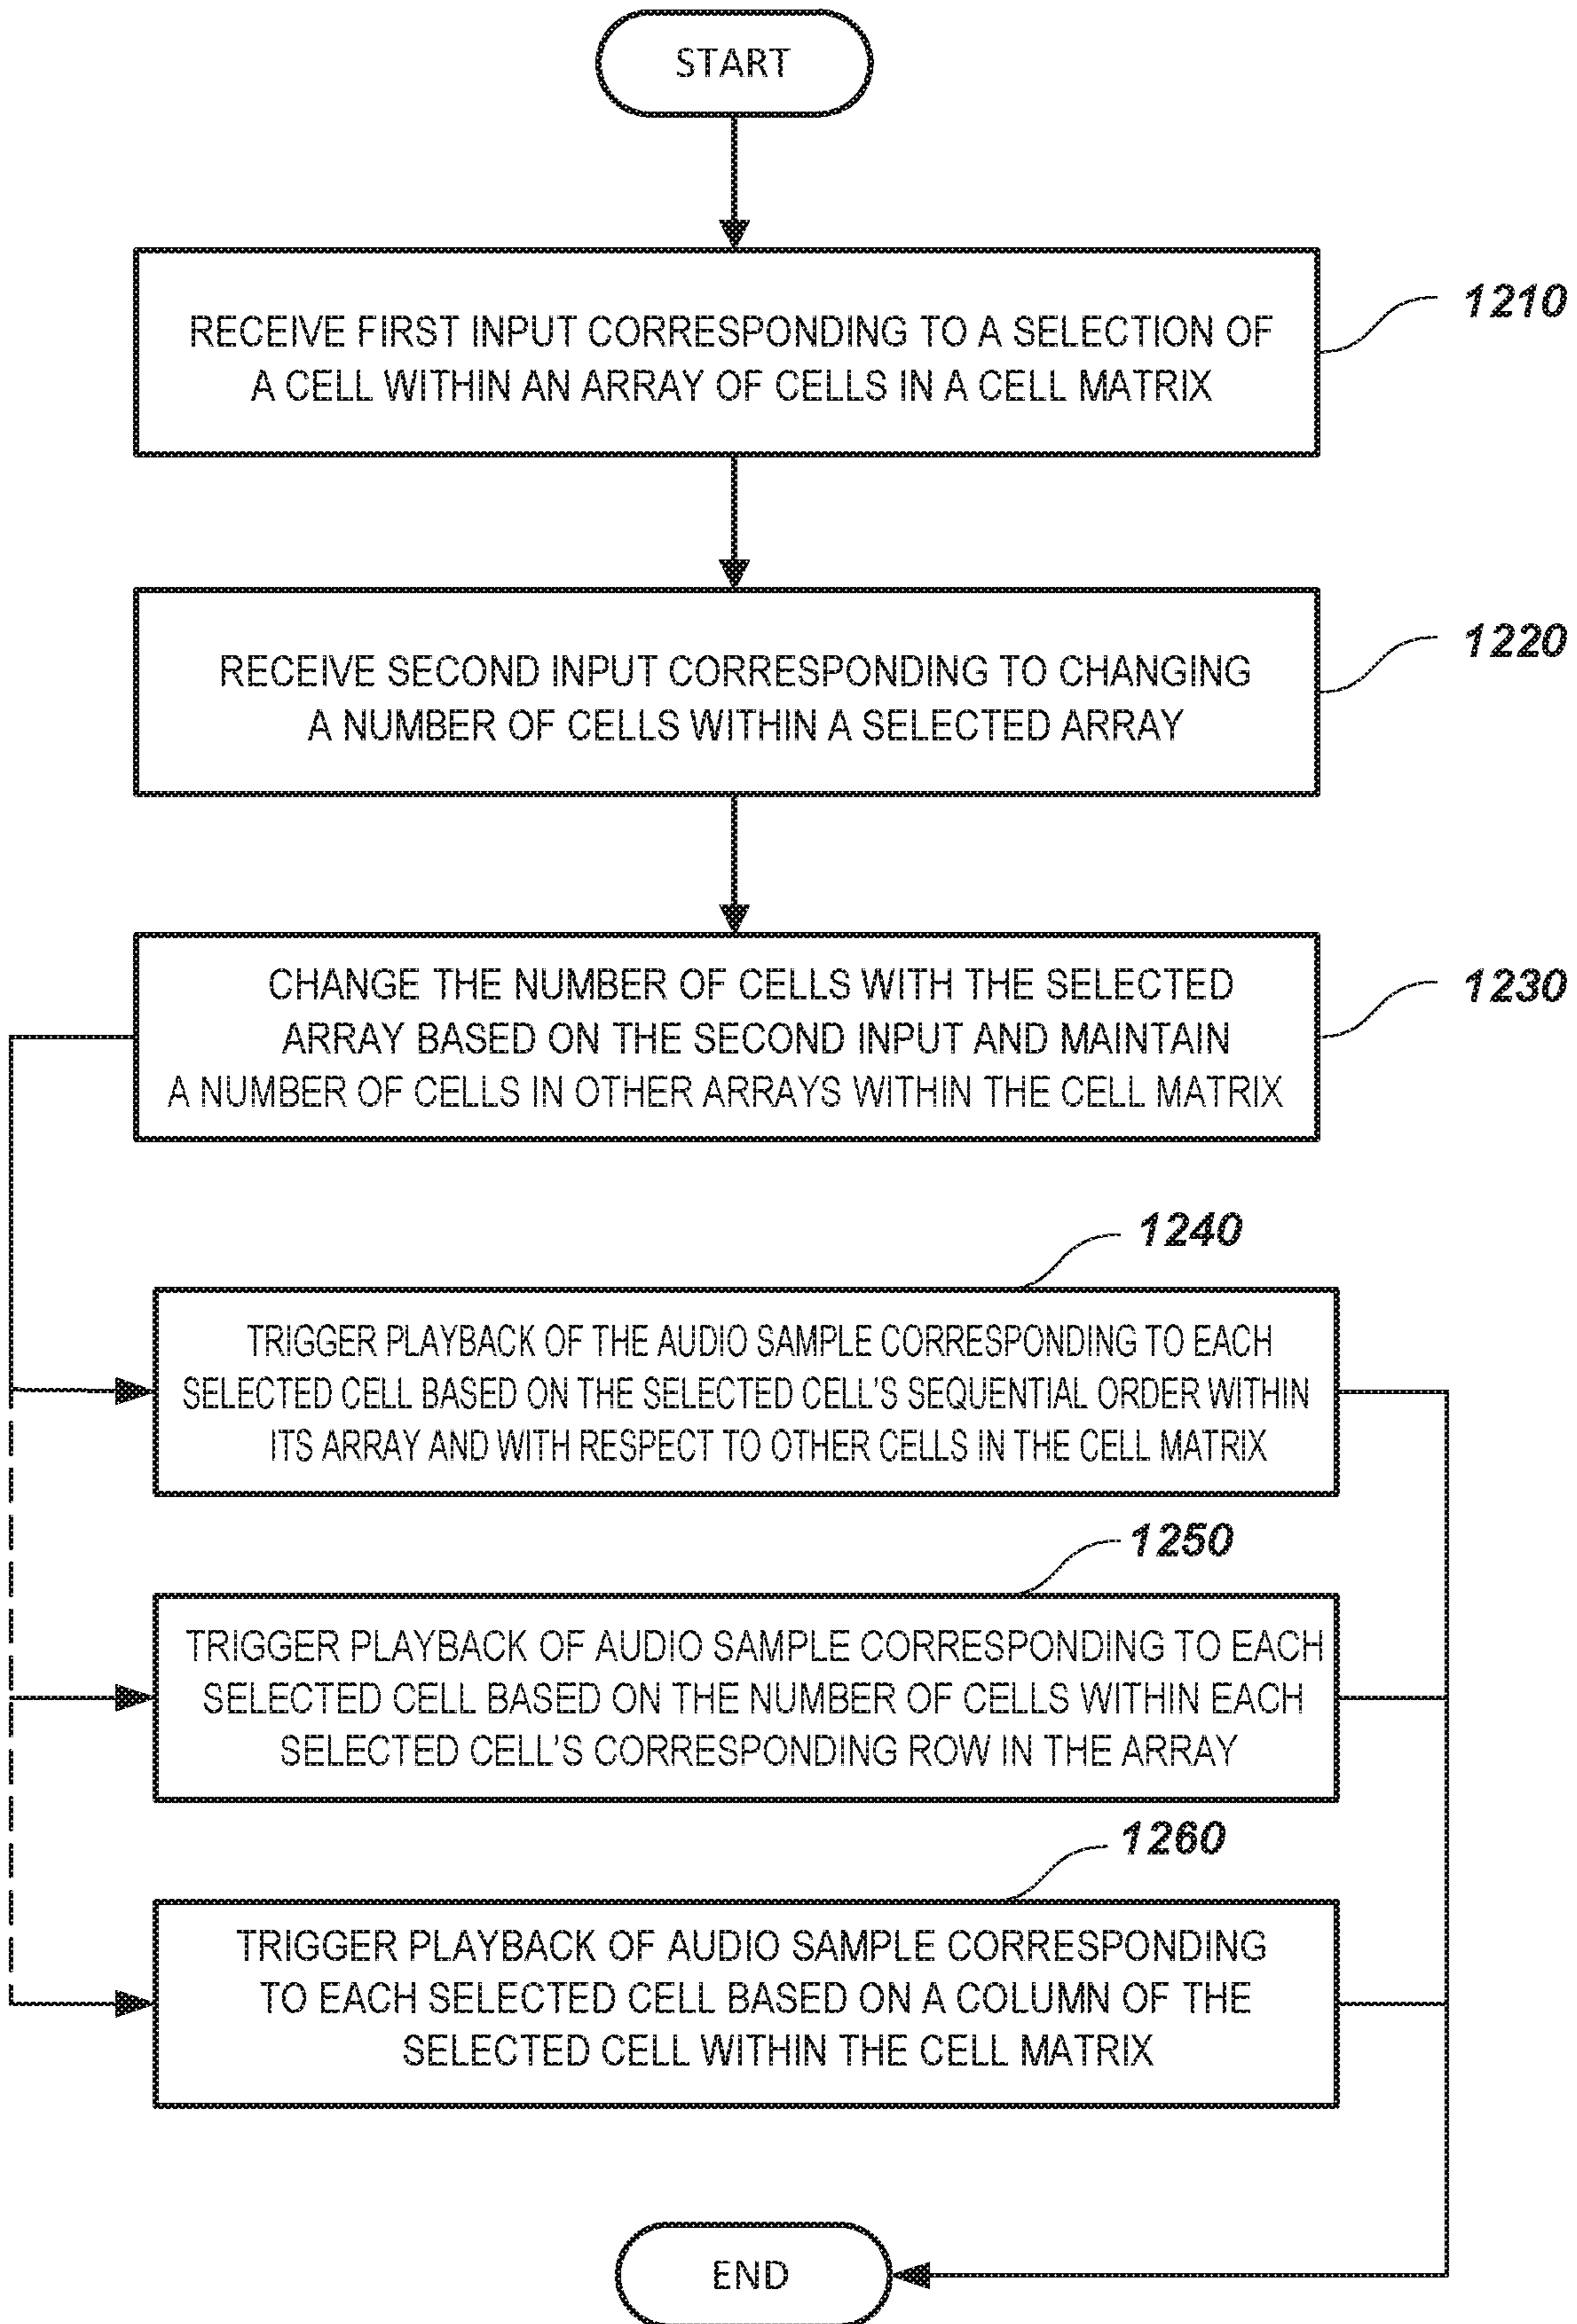 START
RECEIVE FIRST INPUT CORRESPONDING TO A SELECTION OF
A CELL WITHIN AN ARRAY OF CELLS IN A CELL MATRIX
1210
RECEIVE SECOND INPUT CORRESPONDING TO CHANGING
A NUMBER OF CELLS WITHIN A SELECTED ARRAY
1220
CHANGE THE NUMBER OF CELLS WITH THE SELECTED
ARRAY BASED ON THE SECOND INPUT AND MAINTAIN
A NUMBER OF CELLS IN OTHER ARRAYS WITHIN THE CELL MATRIX
1230
1240
TRIGGER PLAYBACK OF THE AUDIO SAMPLE CORRESPONDING TO EACH
SELECTED CELL BASED ON THE SELECTED CELL'S SEQUENTIAL ORDER WITHIN
ITS ARRAY AND WITH RESPECT TO OTHER CELLS IN THE CELL MATRIX
1250
TRIGGER PLAYBACK OF AUDIO SAMPLE CORRESPONDING TO EACH
SELECTED CELL BASED ON THE NUMBER OF CELLS WITHIN EACH
SELECTED CELL'S CORRESPONDING ROW IN THE ARRAY
1260
TRIGGER PLAYBACK OF AUDIO SAMPLE CORRESPONDING
TO EACH SELECTED CELL BASED ON A COLUMN OF THE
SELECTED CELL WITHIN THE CELL MATRIX
END